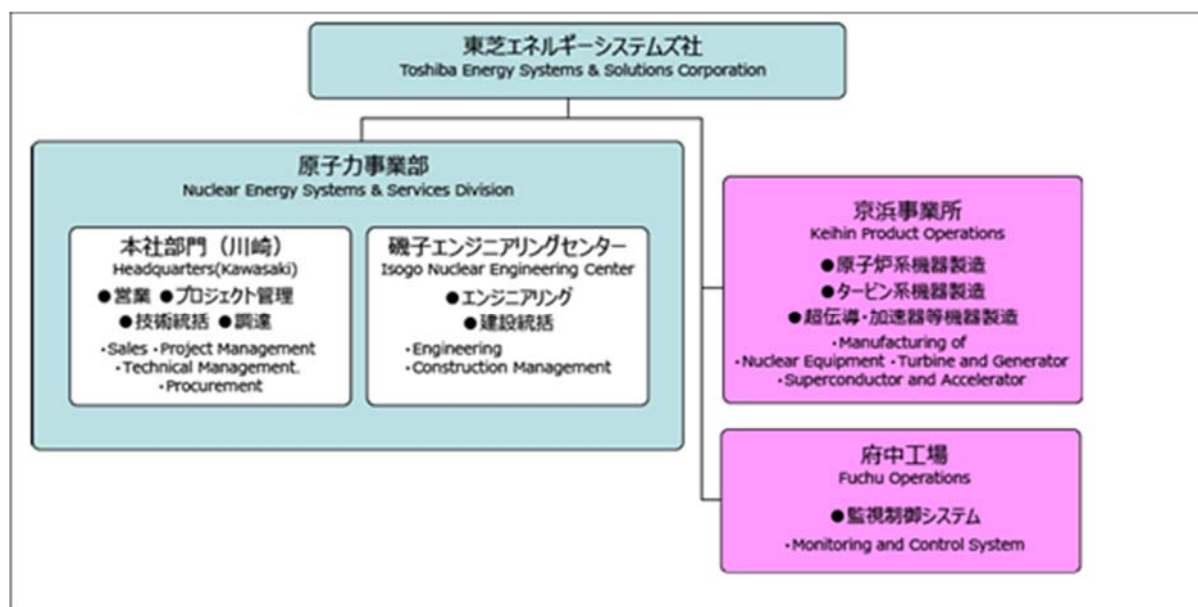 東芝エネルギーシステムズ社
Toshiba Energy Systems & Solutions Corporation
原子力事業部
Nuclear Energy Systems & Services Division
本社部門（川崎）
Headquarters(Kawasaki)
●営業 ●プロジェクト管理
●技術統括 ●調達
・Sales ・Project Management
・Technical Management.
・Procurement
磯子エンジニアリングセンター
Isogo Nuclear Engineering Center
●エンジニアリング
●建設統括
・Engineering
・Construction Management
京浜事業所
Keihin Product Operations
●原子炉系機器製造
●タービン系機器製造
●超伝導・加速器等機器製造
・Manufacturing of
・Nuclear Equipment ・Turbine and Generator
・Superconductor and Accelerator
府中工場
Fuchu Operations
●監視制御システム
・Monitoring and Control System